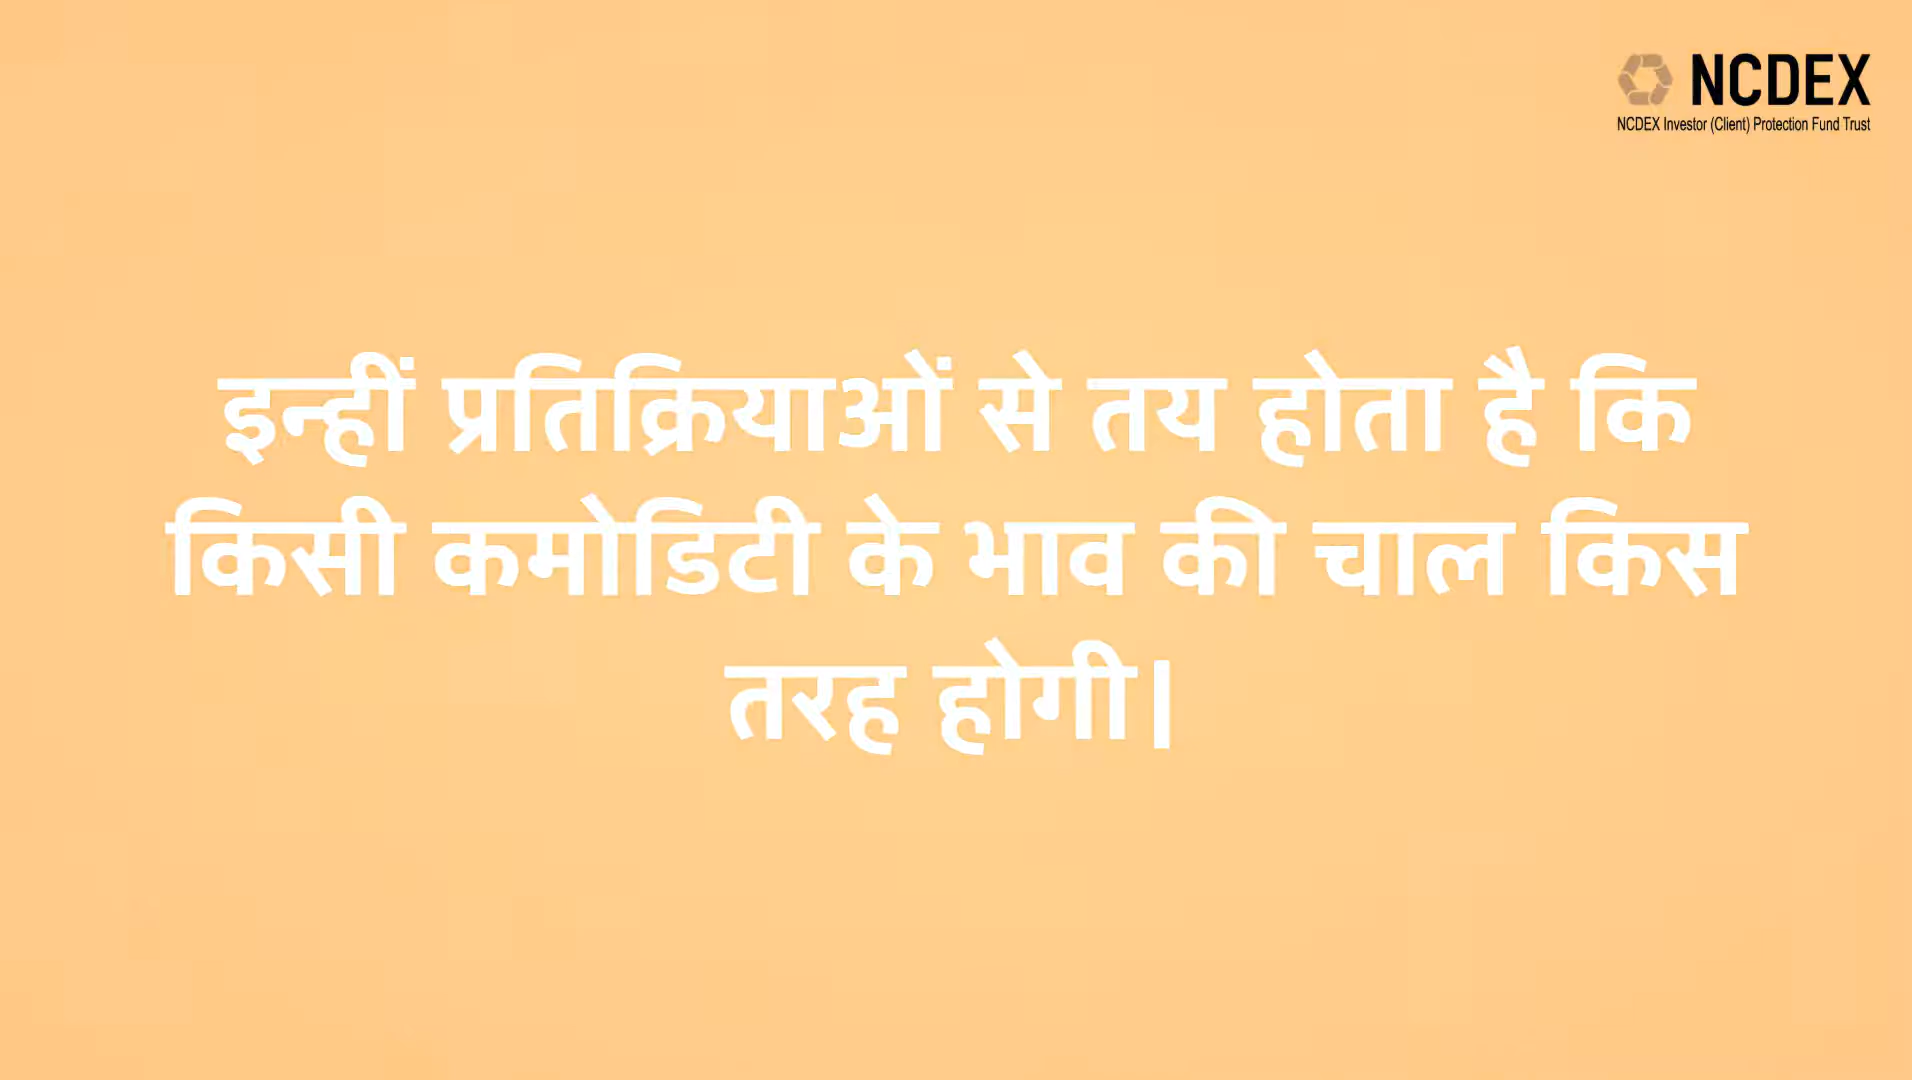 NCDEX
NCDEX Investor (Client) Protection Fund Trust
इन्हीं प्रतिक्रियाओं से तय होता है कि
किसी कमोडिटी के भाव की चाल किस
तरह होगी।